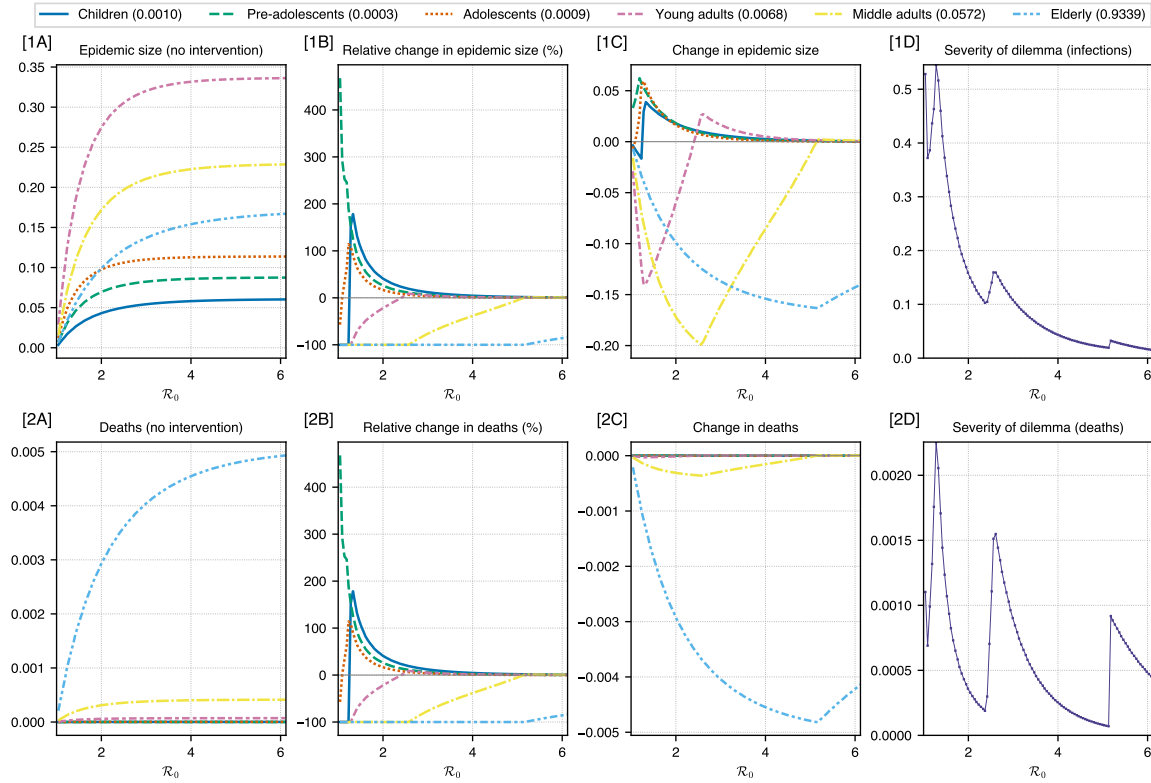 Children (0.0010) Pre-adolescents (0.0003) Adolescents (0.0009) Young adults (0.0068) Middle adults (0.0572) Elderly (0.9339)
[1A] Epidemic size (no intervention)
0.35
0.30
0.25
0.20
0.15
0.10
0.05
0.00
2 4 6
R₀
[1B] Relative change in epidemic size (%)
400
300
200
100
0
−100
2 4 6
R₀
[1C] Change in epidemic size
0.05
0.00
−0.05
−0.10
−0.15
−0.20
2 4 6
R₀
[1D] Severity of dilemma (infections)
0.5
0.4
0.3
0.2
0.1
0.0
2 4 6
R₀
[2A] Deaths (no intervention)
0.005
0.004
0.003
0.002
0.001
0.000
2 4 6
R₀
[2B] Relative change in deaths (%)
400
300
200
100
0
−100
2 4 6
R₀
[2C] Change in deaths
0.000
−0.001
−0.002
−0.003
−0.004
−0.005
2 4 6
R₀
[2D] Severity of dilemma (deaths)
0.0020
0.0015
0.0010
0.0005
0.0000
2 4 6
R₀